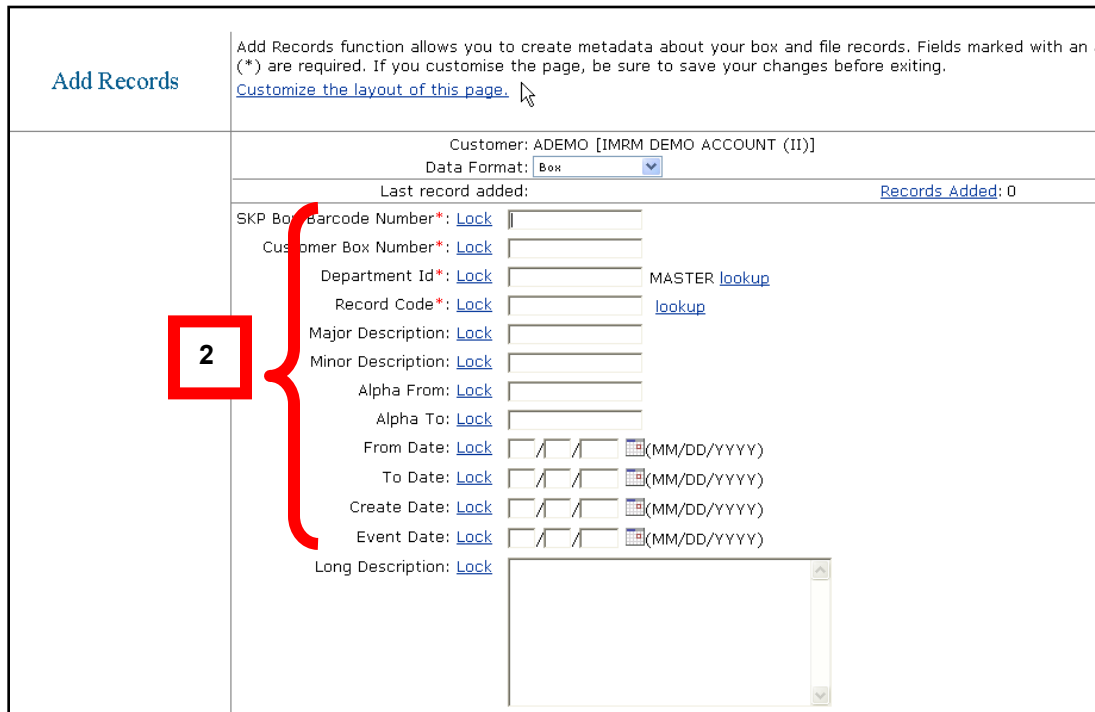 Add Records function allows you to create metadata about your box and file records. Fields marked with an
(*) are required. If you customise the page, be sure to save your changes before exiting.
Add Records
Customize the layout of this page.
Customer: ADEMO [IMRM DEMO ACCOUNT (II)]
Data Format: Box
Last record added: Records Added: 0
SKP Box Barcode Number*: Lock
Customer Box Number*: Lock
Department Id*: Lock MASTER lookup
Record Code*: Lock lookup
Major Description: Lock
Minor Description: Lock
2
Alpha From: Lock
Alpha To: Lock
From Date: Lock / / (MM/DD/YYYY)
To Date: Lock / / (MM/DD/YYYY)
Create Date: Lock / / (MM/DD/YYYY)
Event Date: Lock / / (MM/DD/YYYY)
Long Description: Lock